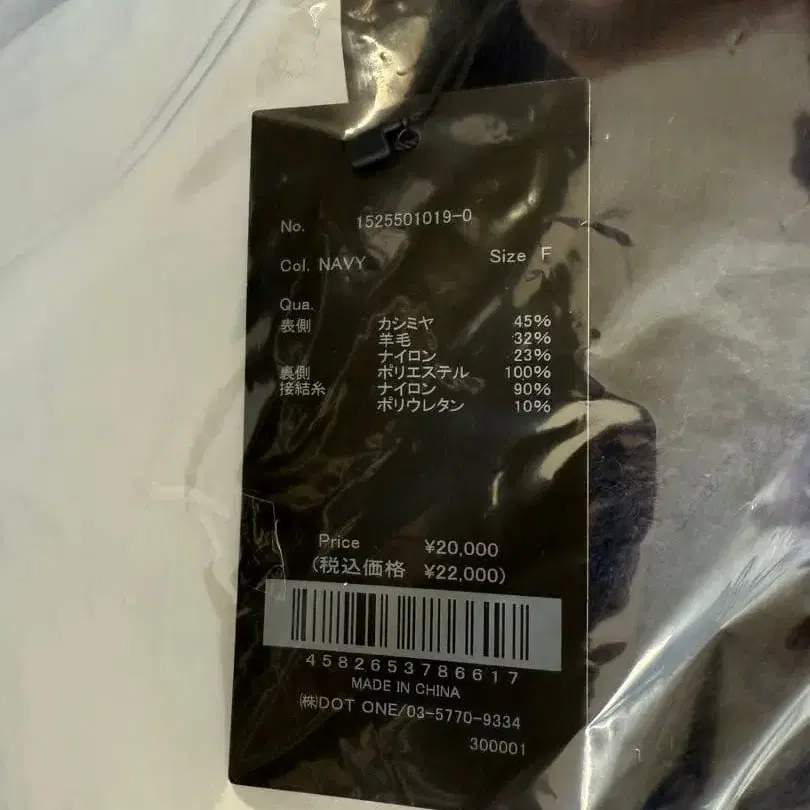 No. 1525501019-0
Col. NAVY Size F
Qua.
表側 カシミヤ 45%
羊毛 32%
ナイロン 23%
裏側 ポリエステル 100%
接結糸 ナイロン 90%
ポリウレタン 10%
Price ¥20,000
(税込価格 ¥22,000)
4582653786617
MADE IN CHINA
㈱DOT ONE/03-5770-9334
300001